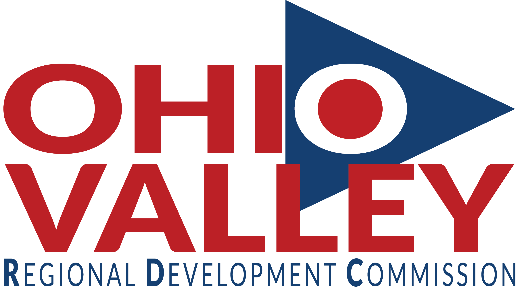 OHIO
VALLEY
REGIONAL DEVELOPMENT COMMISSION